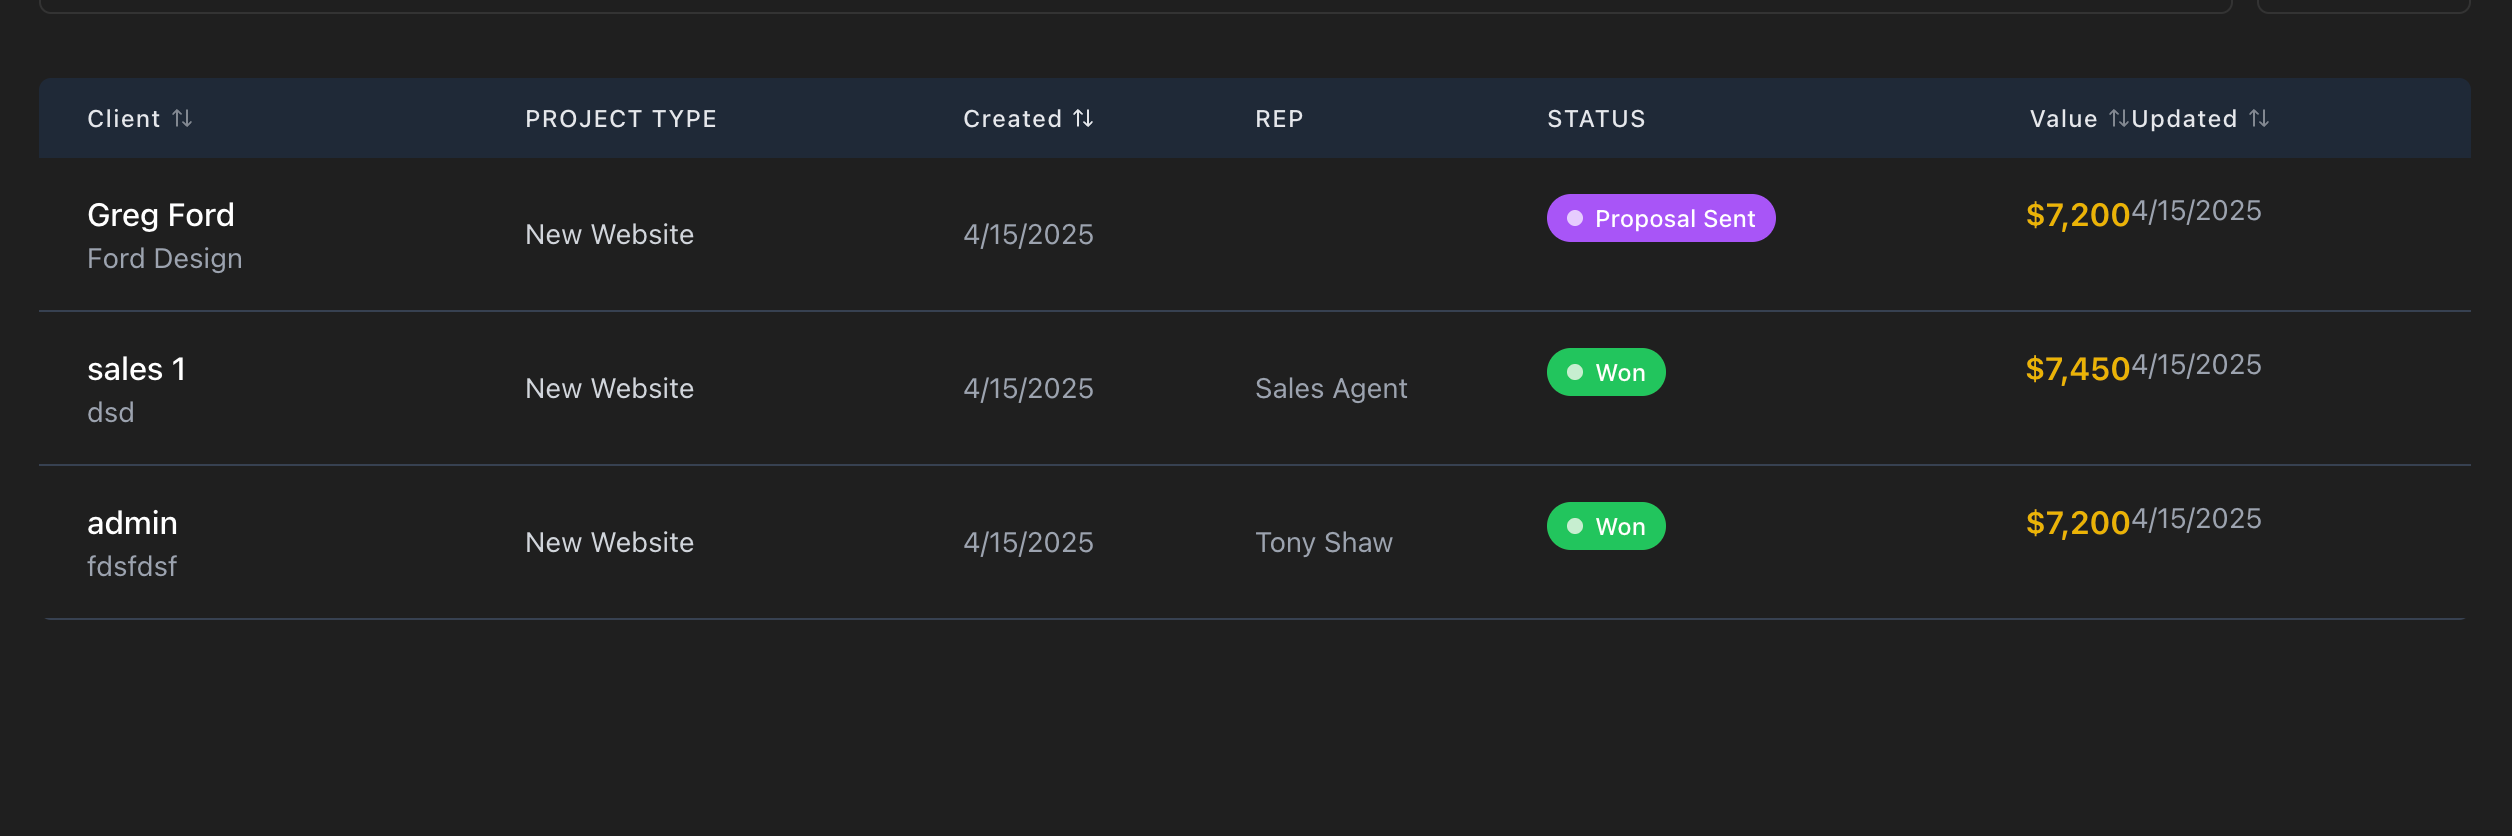 Client PROJECT TYPE Created REP STATUS Value Updated
Greg Ford
Ford Design
New Website 4/15/2025 Proposal Sent $7,200 4/15/2025
sales 1
dsd
New Website 4/15/2025 Sales Agent Won $7,450 4/15/2025
admin
fdsfdsf
New Website 4/15/2025 Tony Shaw Won $7,200 4/15/2025